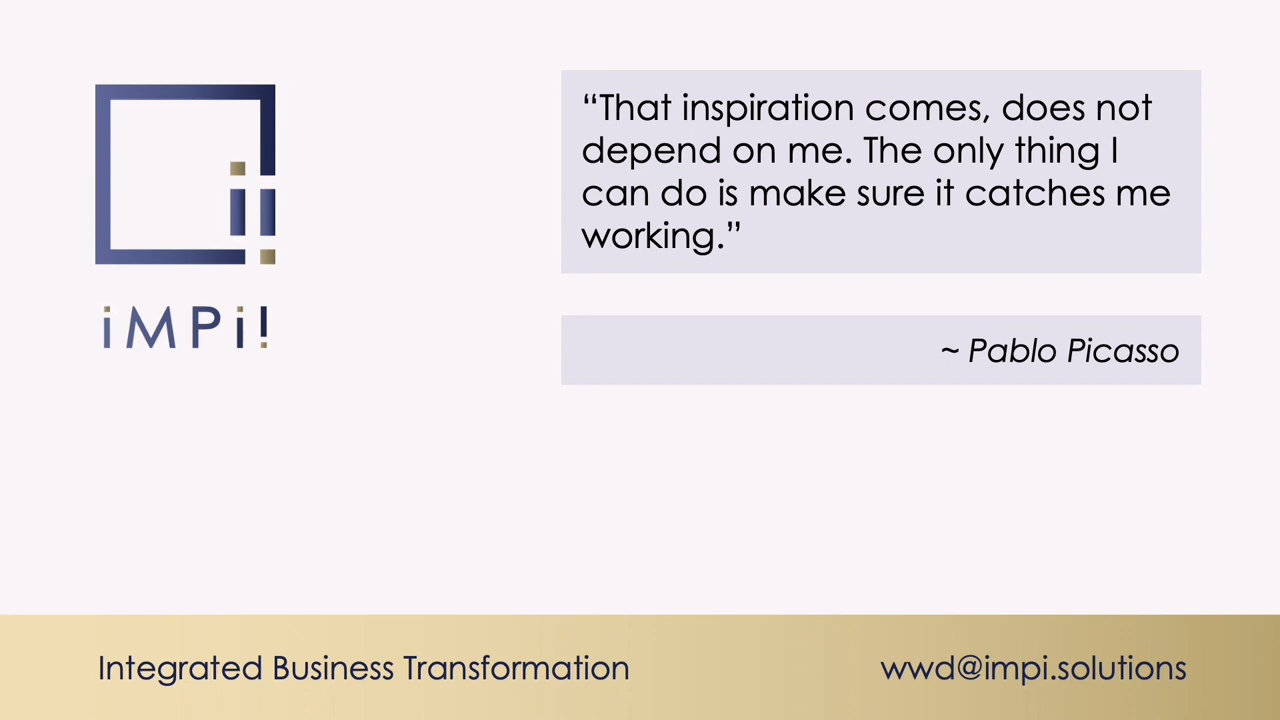 iMPi!
“That inspiration comes, does not
depend on me. The only thing I
can do is make sure it catches me
working.”
~ Pablo Picasso
Integrated Business Transformation
wwd@impi.solutions